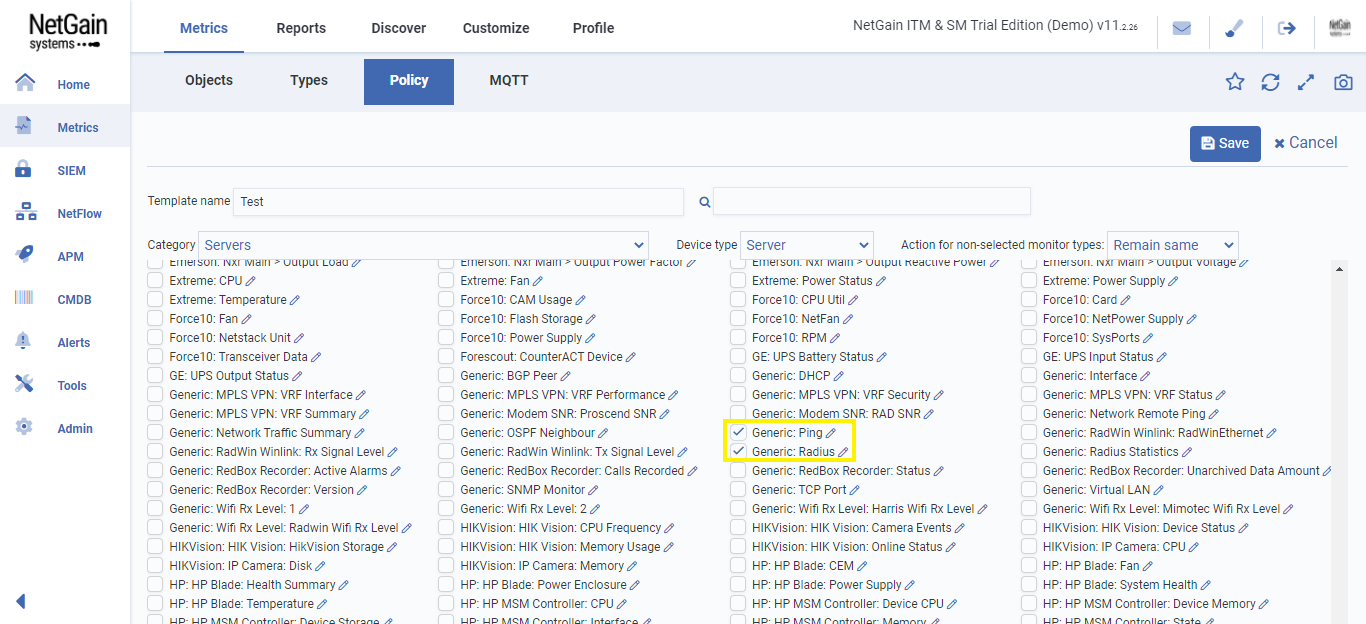 NetGain
systems
Metrics Reports Discover Customize Profile
NetGain ITM & SM Trial Edition (Demo) v11.2.26
NetGain
Home
Metrics
SIEM
NetFlow
APM
CMDB
Alerts
Tools
Admin
Objects Types Policy MQTT
Save Cancel
Template name Test
Category Servers Device type Server Action for non-selected monitor types: Remain same
Emerson: Nxr Main > Output Load Emerson: Nxr Main > Output Power Factor Emerson: Nxr Main > Output Reactive Power Emerson: Nxr Main > Output Voltage
Extreme: CPU Extreme: Fan Extreme: Power Status Extreme: Power Supply
Extreme: Temperature Force10: CAM Usage Force10: CPU Util Force10: Card
Force10: Fan Force10: Flash Storage Force10: NetFan Force10: NetPower Supply
Force10: Netstack Unit Force10: Power Supply Force10: RPM Force10: SysPorts
Force10: Transceiver Data Forescout: CounterACT Device GE: UPS Battery Status GE: UPS Input Status
GE: UPS Output Status Generic: BGP Peer Generic: DHCP Generic: Interface
Generic: MPLS VPN: VRF Interface Generic: MPLS VPN: VRF Performance Generic: MPLS VPN: VRF Security Generic: MPLS VPN: VRF Status
Generic: MPLS VPN: VRF Summary Generic: Modem SNR: Proscend SNR Generic: Modem SNR: RAD SNR Generic: Network Remote Ping
Generic: Network Traffic Summary Generic: OSPF Neighbour Generic: Ping Generic: RadWin Winlink: RadWinEthernet
Generic: RadWin Winlink: Rx Signal Level Generic: RadWin Winlink: Tx Signal Level Generic: Radius Generic: Radius Statistics
Generic: RedBox Recorder: Active Alarms Generic: RedBox Recorder: Calls Recorded Generic: RedBox Recorder: Status Generic: RedBox Recorder: Unarchived Data Amount
Generic: RedBox Recorder: Version Generic: SNMP Monitor Generic: TCP Port Generic: Virtual LAN
Generic: Wifi Rx Level: 1 Generic: Wifi Rx Level: 2 Generic: Wifi Rx Level: Harris Wifi Rx Level Generic: Wifi Rx Level: Mimotec Wifi Rx Level
Generic: Wifi Rx Level: Radwin Wifi Rx Level HIKVision: HIK Vision: CPU Frequency HIKVision: HIK Vision: Camera Events HIKVision: HIK Vision: Device Status
HIKVision: HIK Vision: HikVision Storage HIKVision: HIK Vision: Memory Usage HIKVision: HIK Vision: Online Status HIKVision: IP Camera: CPU
HIKVision: IP Camera: Disk HIKVision: IP Camera: Memory HP: HP Blade: CEM HP: HP Blade: Fan
HP: HP Blade: Health Summary HP: HP Blade: Power Enclosure HP: HP Blade: Power Supply HP: HP Blade: System Health
HP: HP Blade: Temperature HP: HP MSM Controller: CPU HP: HP MSM Controller: Device CPU HP: HP MSM Controller: Device Memory
HP: HP MSM Controller: Device Storage HP: HP MSM Controller: Interface HP: HP MSM Controller: Memory HP: HP MSM Controller: State